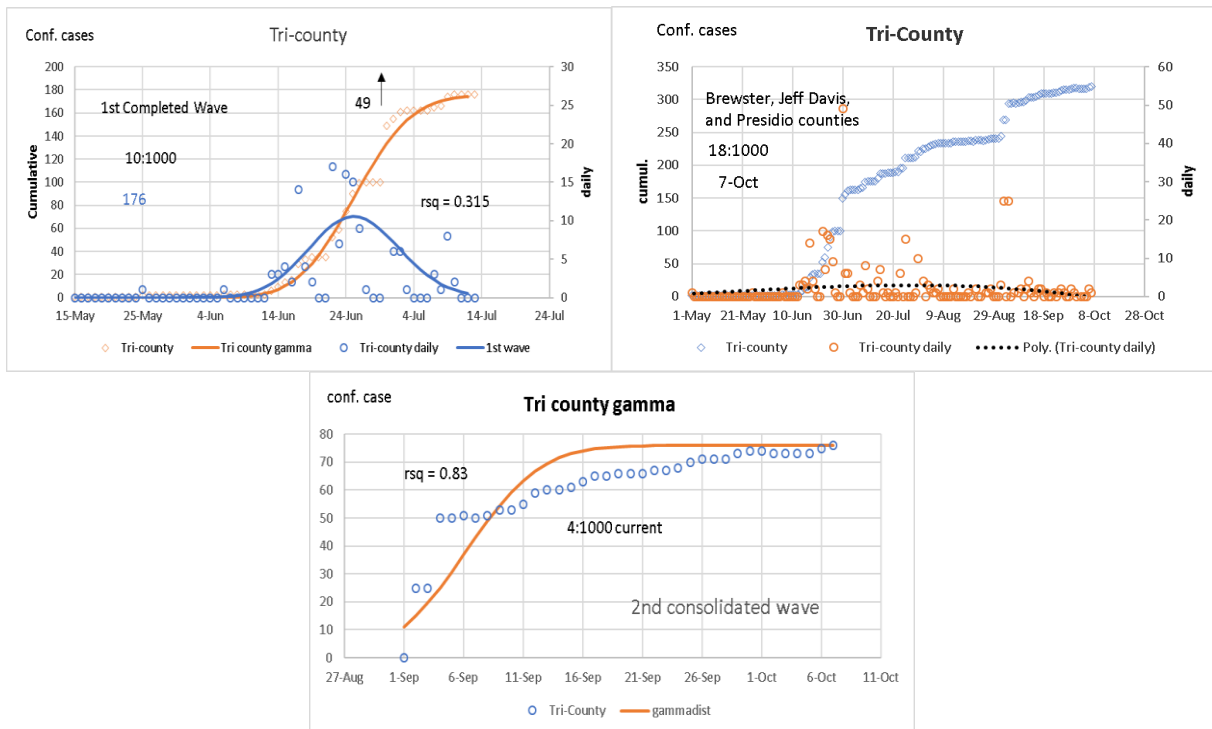 Conf. cases
Tri-county
200
180
160
140
120
100
80
60
40
20
0
Cumulative
30
25
20
15
10
5
0
daily
1st Completed Wave
49
10:1000
176
rsq = 0.315
15-May 25-May 4-Jun 14-Jun 24-Jun 4-Jul 14-Jul 24-Jul
Tri-county Tri county gamma Tri-county daily 1st wave
Conf. cases
Tri-County
350
300
250
200
150
100
50
0
cumul.
60
50
40
30
20
10
0
daily
Brewster, Jeff Davis,
and Presidio counties
18:1000
7-Oct
1-May 21-May 10-Jun 30-Jun 20-Jul 9-Aug 29-Aug 18-Sep 8-Oct 28-Oct
Tri-county Tri-county daily Poly. (Tri-county daily)
conf. case
Tri county gamma
80
70
60
50
40
30
20
10
0
rsq = 0.83
4:1000 current
2nd consolidated wave
27-Aug 1-Sep 6-Sep 11-Sep 16-Sep 21-Sep 26-Sep 1-Oct 6-Oct 11-Oct
Tri-County gammadist